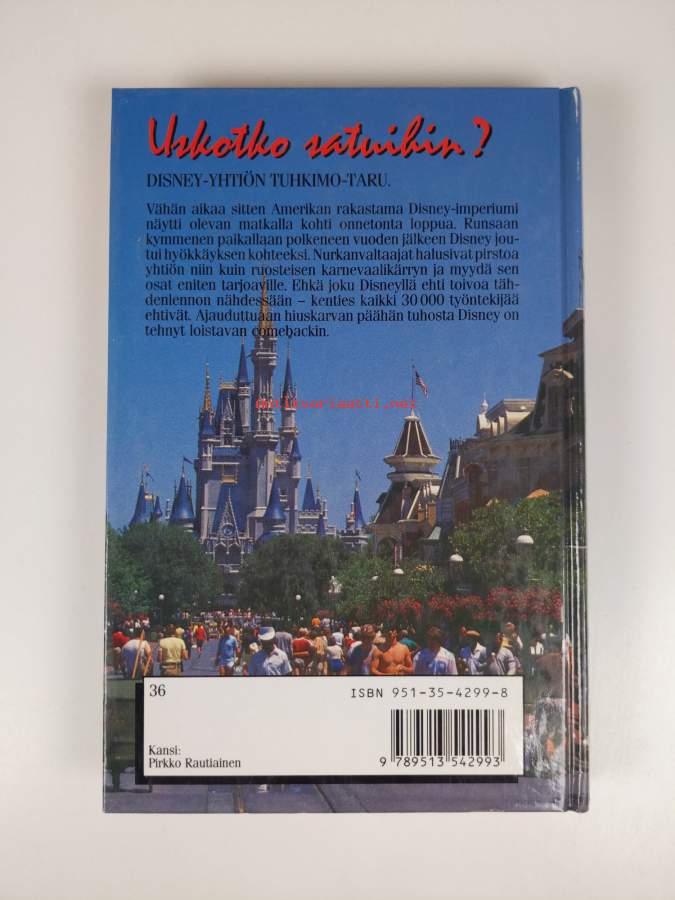 Uskotko satuihin?
DISNEY-YHTIÖN TUHKIMO-TARU.
Vähän aikaa sitten Amerikan rakastama Disney-imperiumi
näytti olevan matkalla kohti onnetonta loppua. Runsaan
kymmenen paikallaan polkeneen vuoden jälkeen Disney jou-
tui hyökkäyksen kohteeksi. Nurkanvaltaajat halusivat pirstoa
yhtiön niin kuin ruosteisen karnevaalikärryn ja myydä sen
osat eniten tarjoaville. Ehkä joku Disneyllä ehti toivoa täh-
denlennon nähdessään – kenties kaikki 30 000 työntekijää
ehtivät. Ajauduttuaan hiuskarvan päähän tuhosta Disney on
tehnyt loistavan comebackin.
antikvariaatti.net
36
ISBN 951-35-4299-8
Kansi:
Pirkko Rautiainen
9 789513 542993